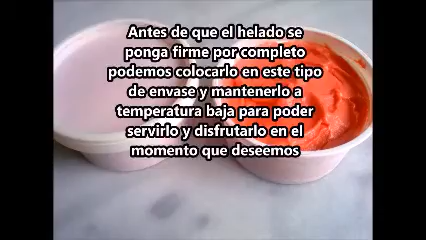 Antes de que el helado se
ponga firme por completo
podemos colocarlo en este tipo
de envase y mantenerlo a
temperatura baja para poder
servirlo y disfrutarlo en el
momento que deseemos